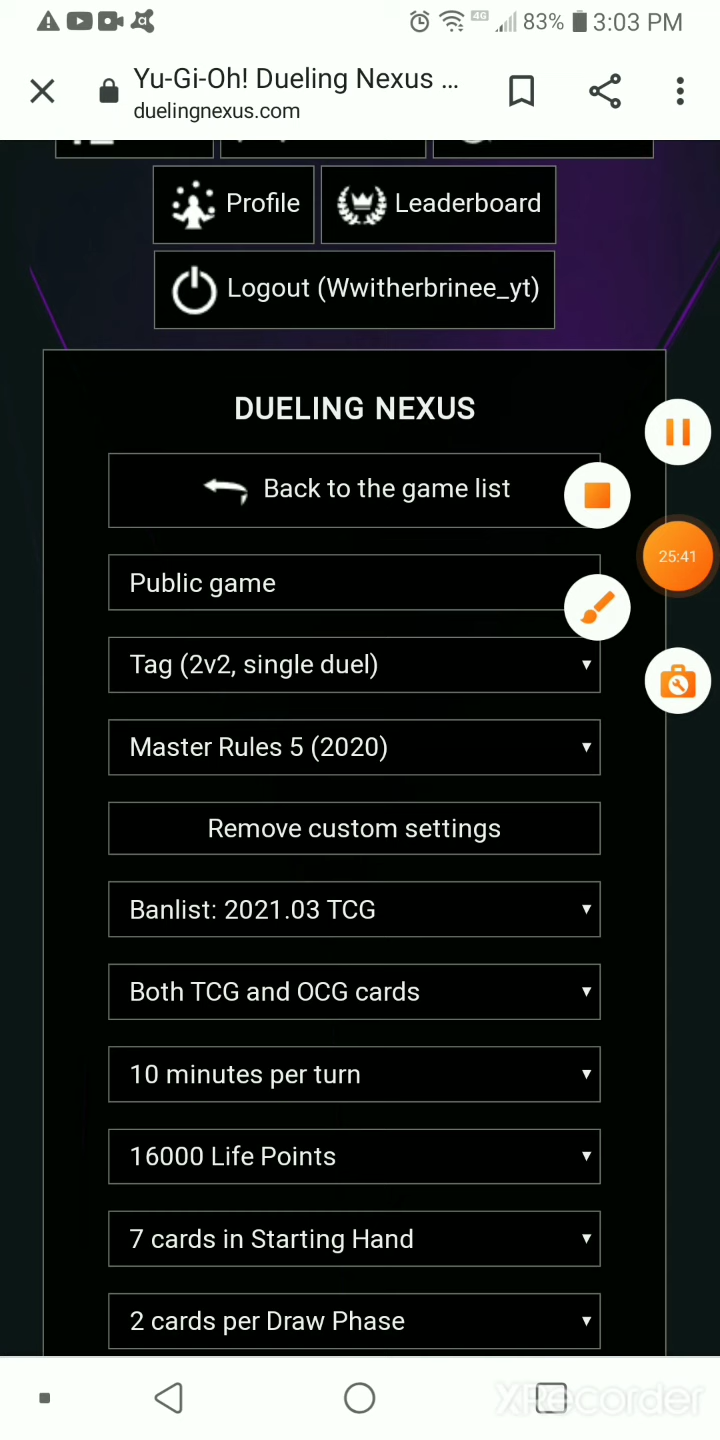 4G 83% 3:03 PM
Yu-Gi-Oh! Dueling Nexus ...
duelingnexus.com
Profile
Leaderboard
Logout (Wwitherbrinee_yt)
DUELING NEXUS
Back to the game list
Public game
25:41
Tag (2v2, single duel)
Master Rules 5 (2020)
Remove custom settings
Banlist: 2021.03 TCG
Both TCG and OCG cards
10 minutes per turn
16000 Life Points
7 cards in Starting Hand
2 cards per Draw Phase
XRecorder